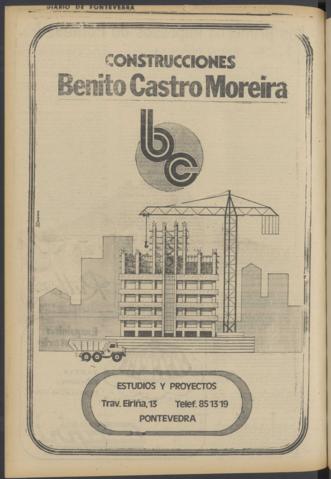 DIARIO DE PONTEVEDRA
CONSTRUCCIONES
Benito Castro Moreira
bc
ESTUDIOS Y PROYECTOS
Trav. Eiriña, 13 Telef. 85 13 19
PONTEVEDRA